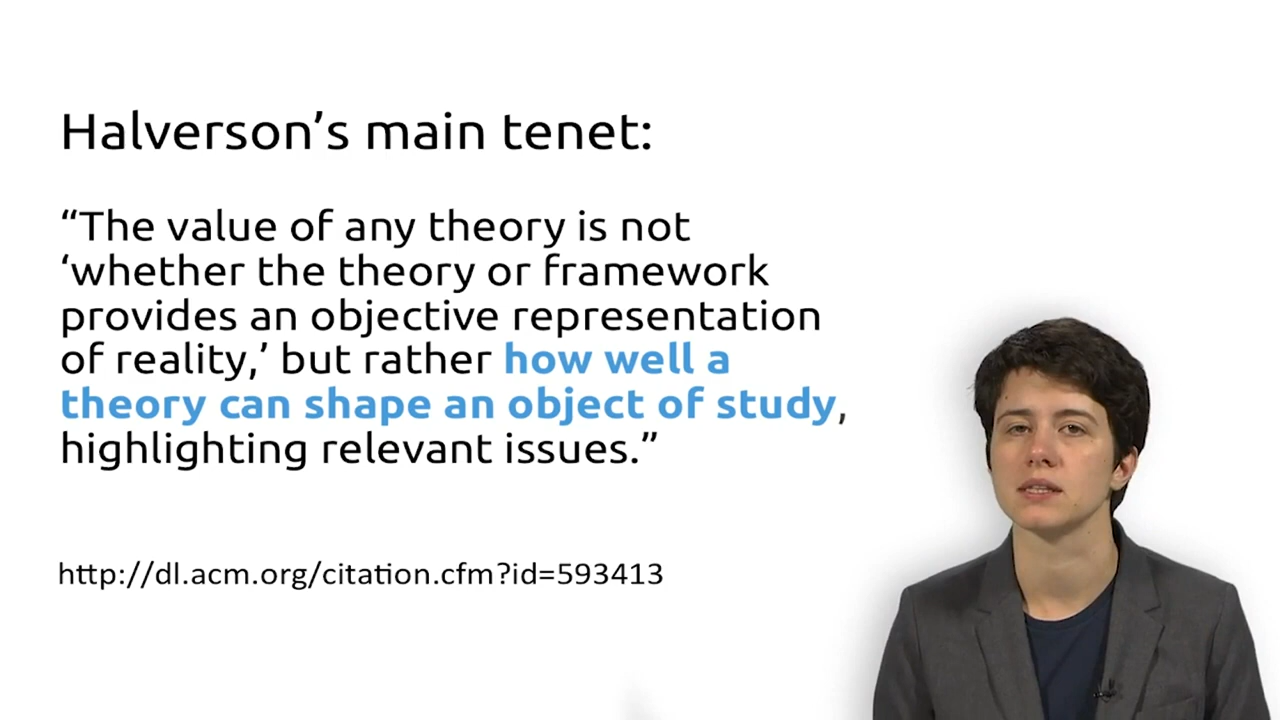 Halverson’s main tenet:
“The value of any theory is not
‘whether the theory or framework
provides an objective representation
of reality,’ but rather how well a
theory can shape an object of study,
highlighting relevant issues.”
http://dl.acm.org/citation.cfm?id=593413